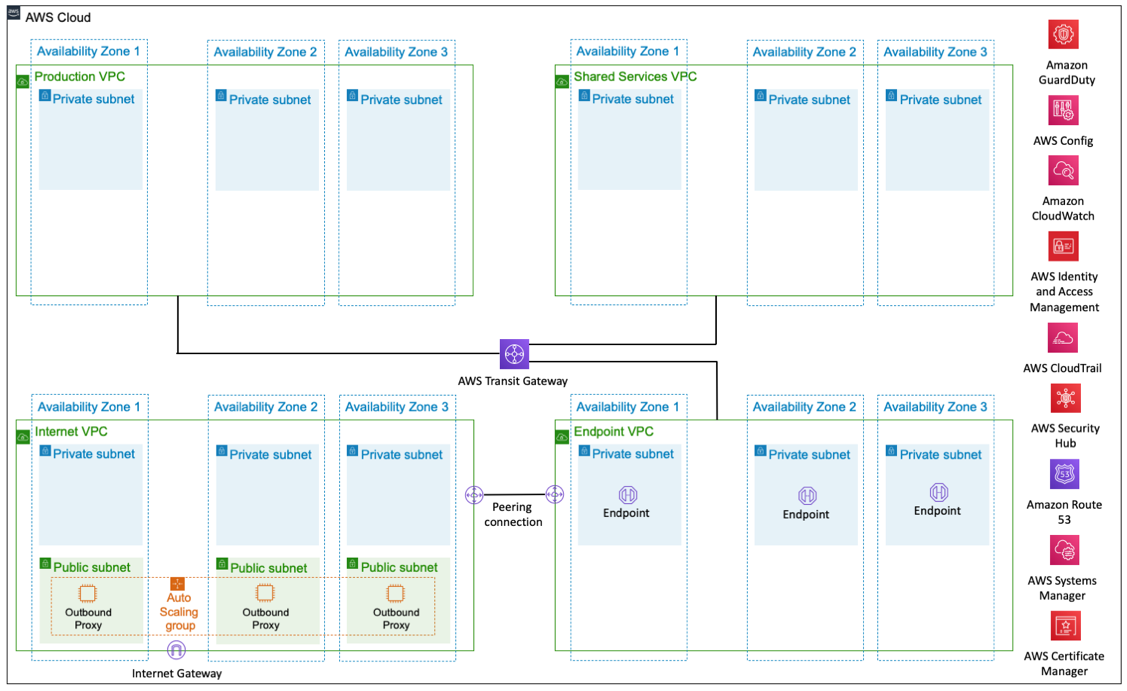 aws
AWS Cloud
Availability Zone 1
Availability Zone 2
Availability Zone 3
Production VPC
Private subnet
Private subnet
Private subnet
Availability Zone 1
Availability Zone 2
Availability Zone 3
Shared Services VPC
Private subnet
Private subnet
Private subnet
AWS Transit Gateway
Availability Zone 1
Availability Zone 2
Availability Zone 3
Internet VPC
Private subnet
Private subnet
Private subnet
Public subnet
Public subnet
Public subnet
Outbound
Proxy
Auto
Scaling
group
Outbound
Proxy
Outbound
Proxy
Internet Gateway
Peering
connection
Availability Zone 1
Availability Zone 2
Availability Zone 3
Endpoint VPC
Private subnet
Private subnet
Private subnet
Endpoint
Endpoint
Endpoint
Amazon
GuardDuty
AWS Config
Amazon
CloudWatch
AWS Identity
and Access
Management
AWS CloudTrail
AWS Security
Hub
53
Amazon Route
53
AWS Systems
Manager
AWS Certificate
Manager